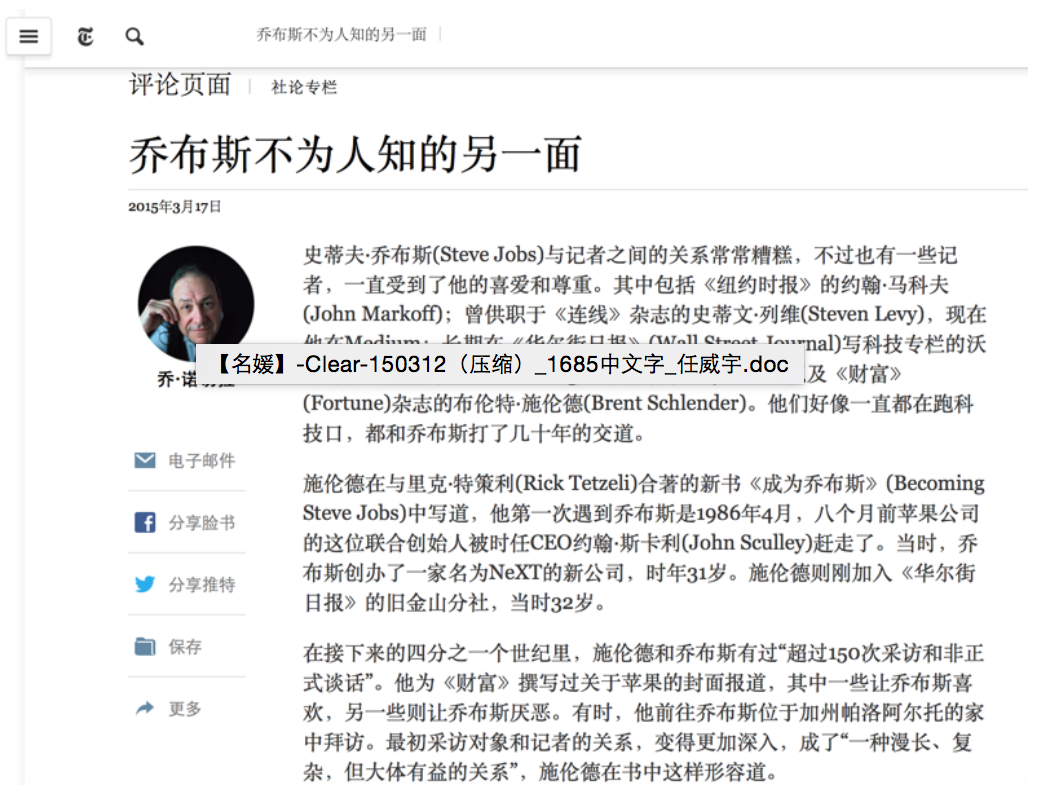 乔布斯不为人知的另一面
评论页面 | 社论专栏
乔布斯不为人知的另一面
2015年3月17日
史蒂夫·乔布斯(Steve Jobs)与记者之间的关系常常糟糕，不过也有一些记
者，一直受到了他的喜爱和尊重。其中包括《纽约时报》的约翰·马科夫
(John Markoff)；曾供职于《连线》杂志的史蒂文·列维(Steven Levy)，现在
他在Medium；长期在《华尔街日报》(Wall Street Journal)写科技专栏的沃
【名媛】-Clear-150312（压缩）_1685中文字_任威宇.doc
及《财富》
乔·诺
(Fortune)杂志的布伦特·施伦德(Brent Schlender)。他们好像一直都在跑科
技口，都和乔布斯打了几十年的交道。
电子邮件
分享脸书
分享推特
保存
更多
施伦德在与里克·特策利(Rick Tetzeli)合著的新书《成为乔布斯》(Becoming
Steve Jobs)中写道，他第一次遇到乔布斯是1986年4月，八个月前苹果公司
的这位联合创始人被时任CEO约翰·斯卡利(John Sculley)赶走了。当时，乔
布斯创办了一家名为NeXT的新公司，时年31岁。施伦德则刚加入《华尔街
日报》的旧金山分社，当时32岁。
在接下来的四分之一个世纪里，施伦德和乔布斯有过“超过150次采访和非正
式谈话”。他为《财富》撰写过关于苹果的封面报道，其中一些让乔布斯喜
欢，另一些则让乔布斯厌恶。有时，他前往乔布斯位于加州帕洛阿尔托的家
中拜访。最初采访对象和记者的关系，变得更加深入，成了“一种漫长、复
杂，但大体有益的关系”，施伦德在书中这样形容道。